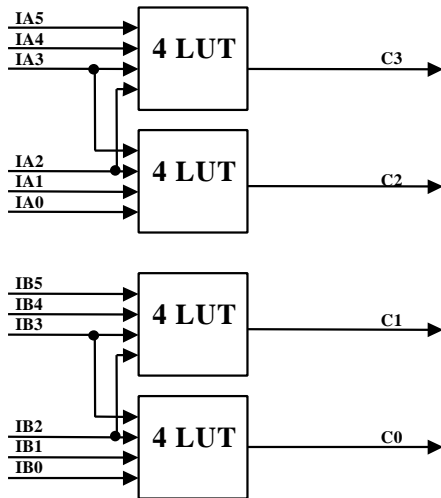 IA5
IA4
IA3
4 LUT
C3
IA2
IA1
IA0
4 LUT
C2
IB5
IB4
IB3
4 LUT
C1
IB2
IB1
IB0
4 LUT
C0